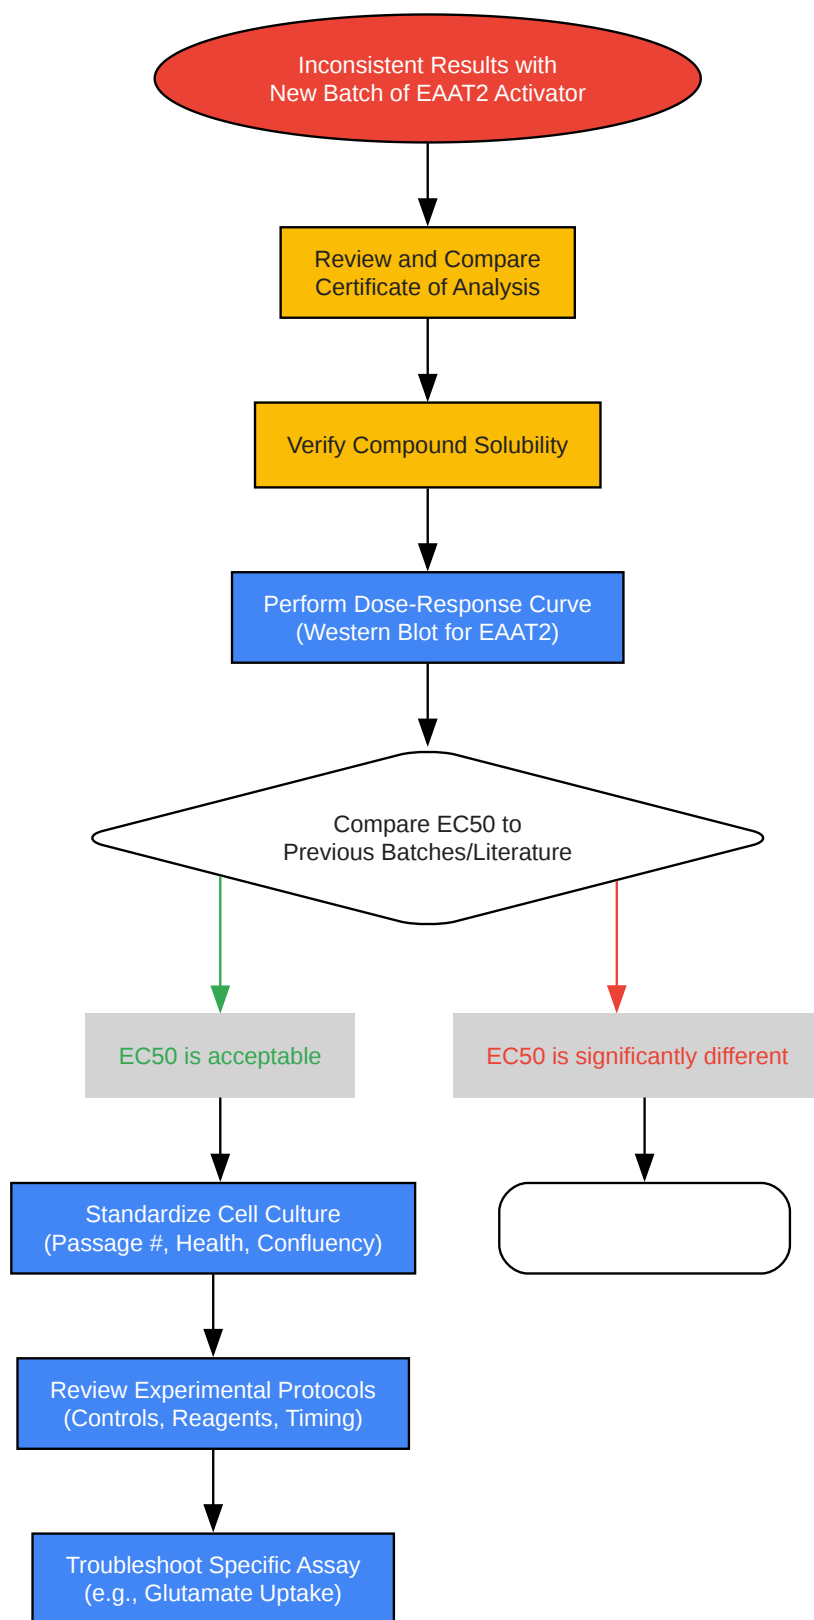 Inconsistent Results with
New Batch of EAAT2 Activator
Review and Compare
Certificate of Analysis
Verify Compound Solubility
Perform Dose-Response Curve
(Western Blot for EAAT2)
Compare EC50 to
Previous Batches/Literature
EC50 is acceptable
EC50 is significantly different
Standardize Cell Culture
(Passage #, Health, Confluency)
Review Experimental Protocols
(Controls, Reagents, Timing)
Troubleshoot Specific Assay
(e.g., Glutamate Uptake)